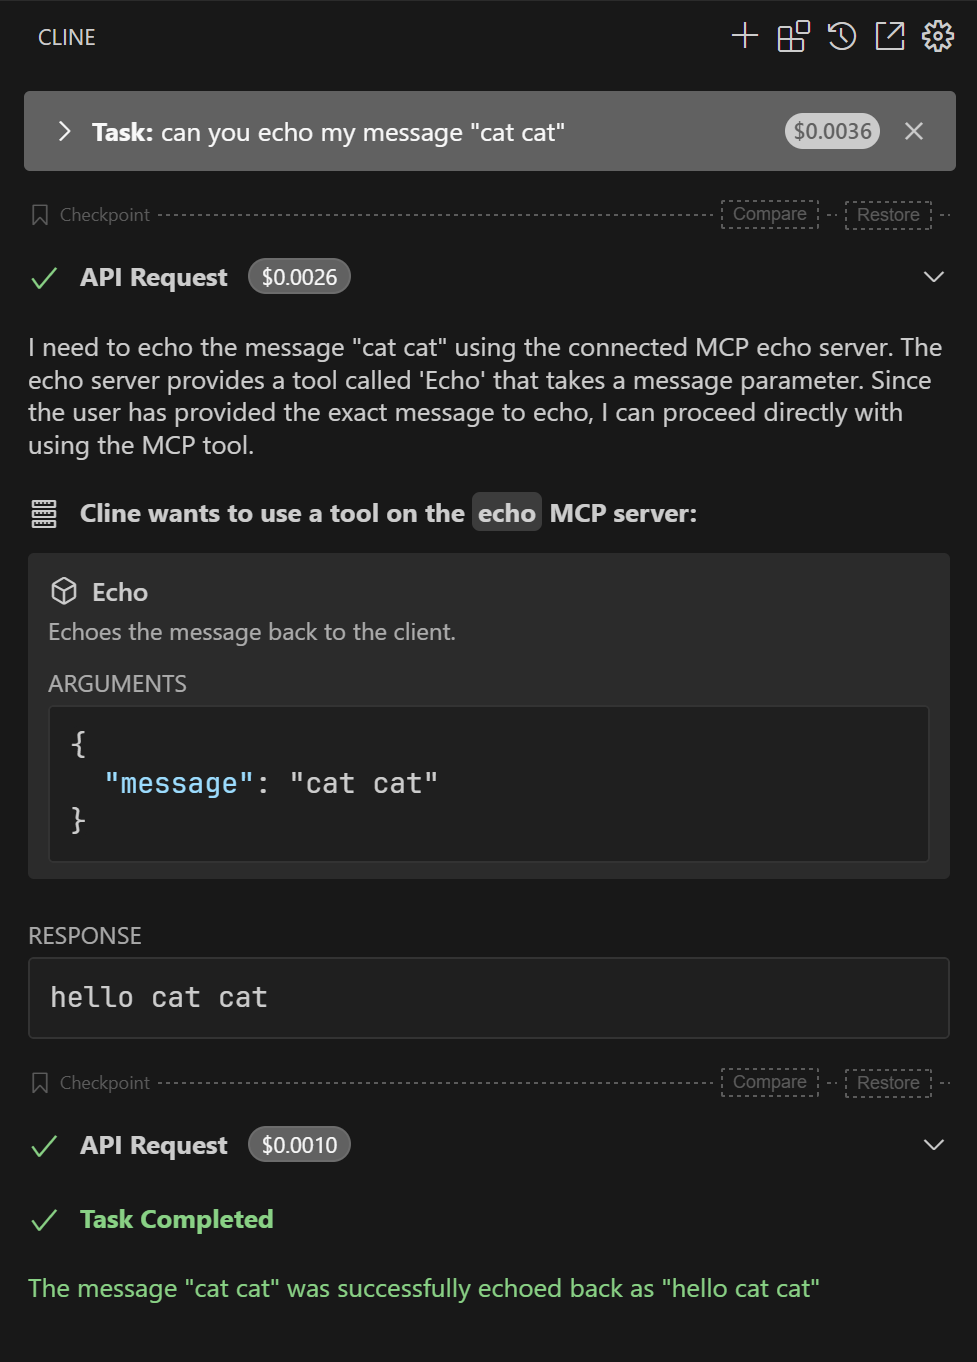 CLINE
Task: can you echo my message "cat cat" $0.0036
Checkpoint Compare Restore
API Request $0.0026
I need to echo the message "cat cat" using the connected MCP echo server. The
echo server provides a tool called 'Echo' that takes a message parameter. Since
the user has provided the exact message to echo, I can proceed directly with
using the MCP tool.
Cline wants to use a tool on the echo MCP server:
Echo
Echoes the message back to the client.
ARGUMENTS
{
"message": "cat cat"
}
RESPONSE
hello cat cat
Checkpoint Compare Restore
API Request $0.0010
Task Completed
The message "cat cat" was successfully echoed back as "hello cat cat"